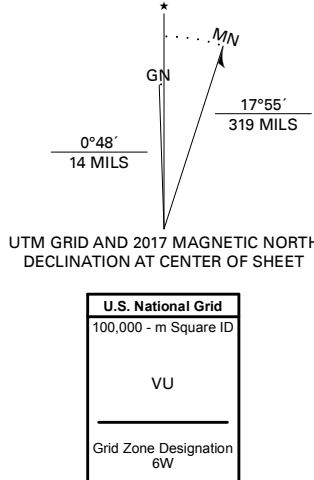 ★
MN
GN
0°48´
14 MILS
17°55´
319 MILS
UTM GRID AND 2017 MAGNETIC NORTH
DECLINATION AT CENTER OF SHEET
U.S. National Grid
100,000 - m Square ID
VU
Grid Zone Designation
6W